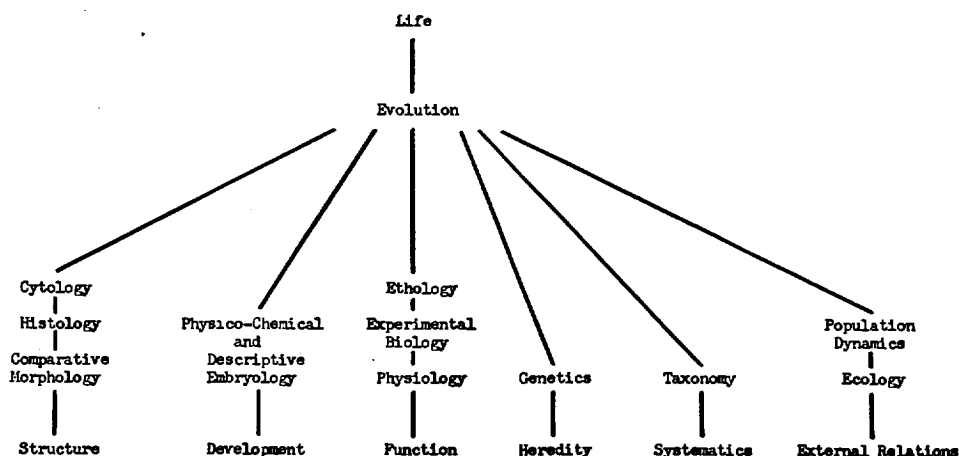 Life
Evolution
Cytology
Histology
Comparative
Morphology
Structure
Physico-Chemical
and
Descriptive
Embryology
Development
Ethology
Experimental
Biology
Physiology
Function
Genetics
Heredity
Taxonomy
Systematics
Population
Dynamics
Ecology
External Relations